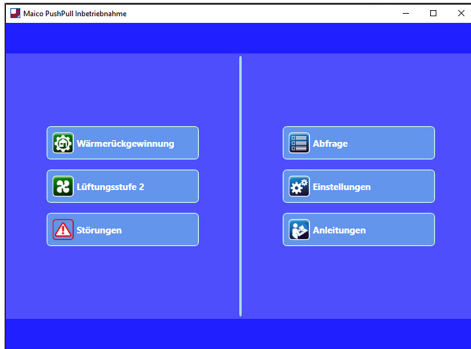 Maico PushPull Inbetriebnahme
Wärmerückgewinnung
Lüftungsstufe 2
Störungen
Abfrage
Einstellungen
Anleitungen